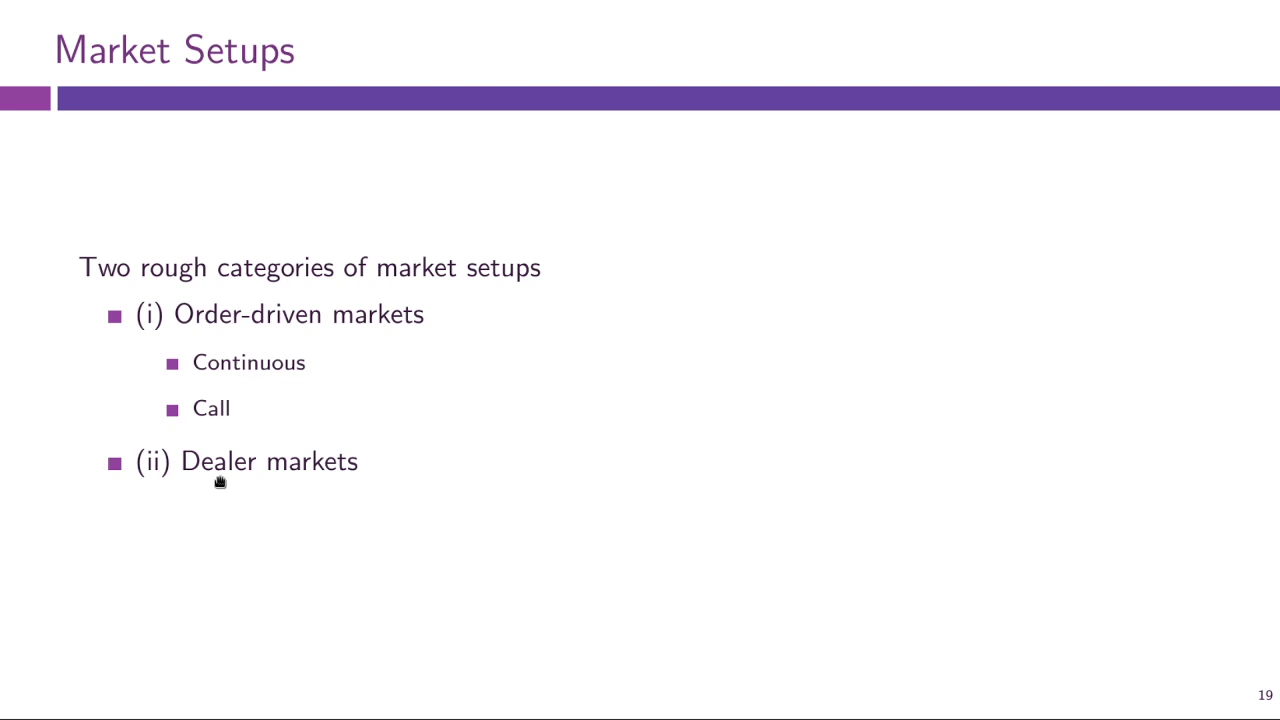 Market Setups
Two rough categories of market setups
(i) Order-driven markets
Continuous
Call
(ii) Dealer markets
19